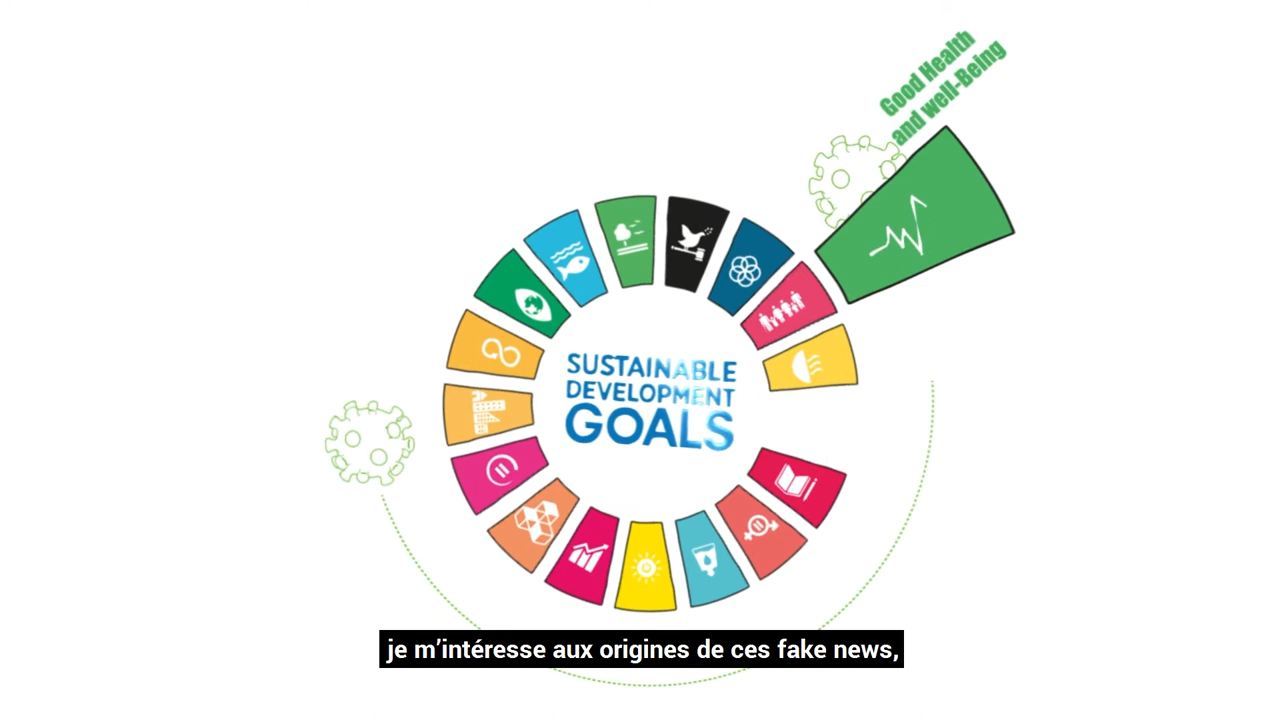 Good Health
and well-Being
SUSTAINABLE
DEVELOPMENT
GOALS
je m’intéresse aux origines de ces fake news,